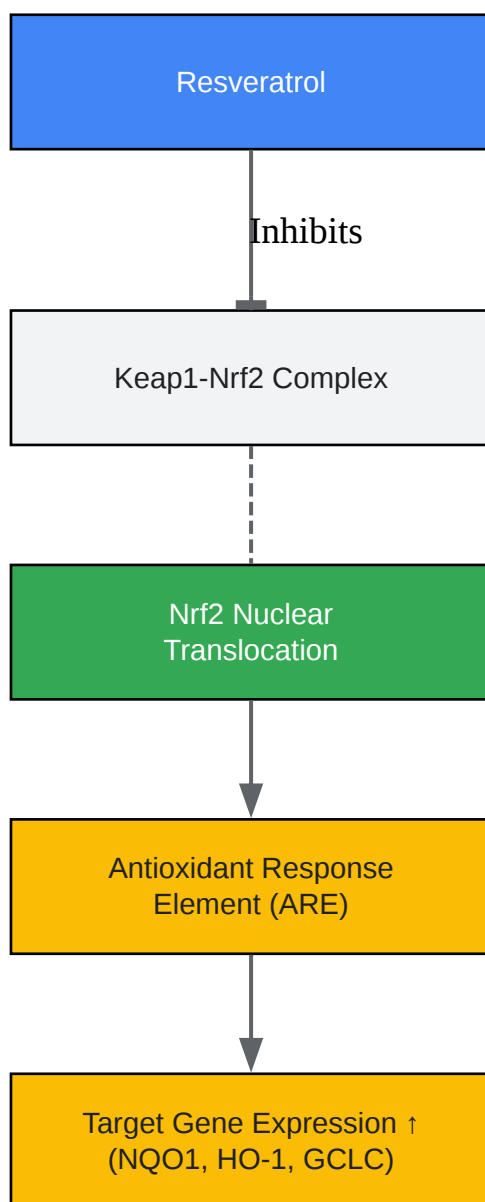 Resveratrol
Inhibits
Keap1-Nrf2 Complex
Nrf2 Nuclear
Translocation
Antioxidant Response
Element (ARE)
Target Gene Expression ↑
(NQO1, HO-1, GCLC)